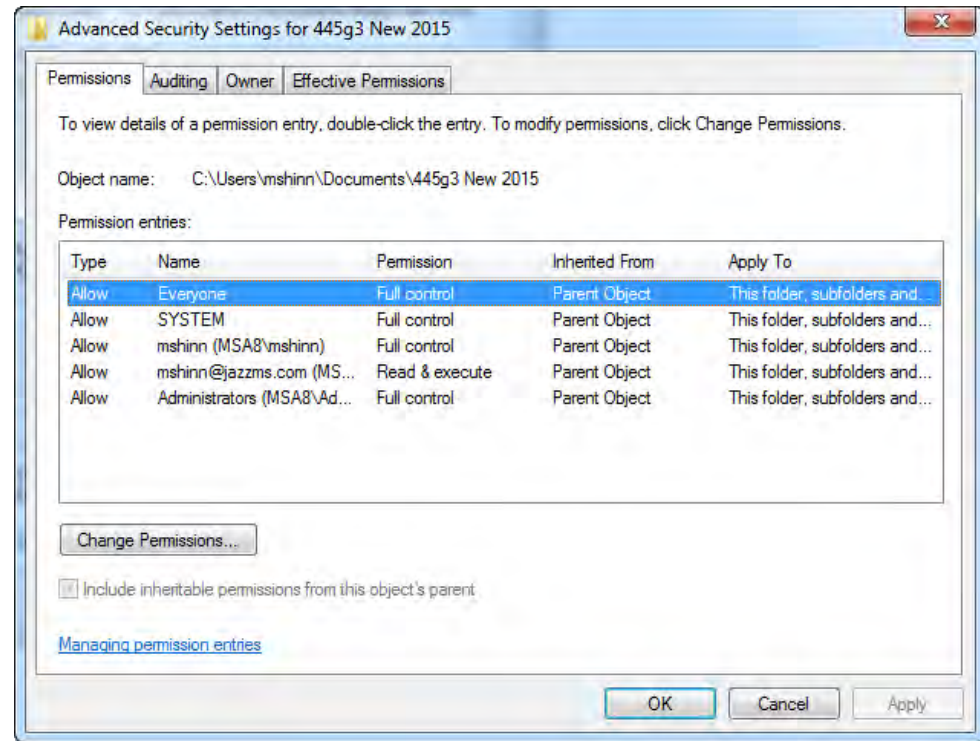 Advanced Security Settings for 445g3 New 2015
Permissions Auditing Owner Effective Permissions
To view details of a permission entry, double-click the entry. To modify permissions, click Change Permissions.
Object name: C:\Users\mshinn\Documents\445g3 New 2015
Permission entries:
Type Name Permission Inherited From Apply To
Allow Everyone Full control Parent Object This folder, subfolders and...
Allow SYSTEM Full control Parent Object This folder, subfolders and...
Allow mshinn (MSA8\mshinn) Full control Parent Object This folder, subfolders and...
Allow mshinn@jazzms.com (MS... Read & execute Parent Object This folder, subfolders and...
Allow Administrators (MSA8\Ad... Full control Parent Object This folder, subfolders and...
Change Permissions...
Include inheritable permissions from this object's parent
Managing permission entries
OK Cancel Apply